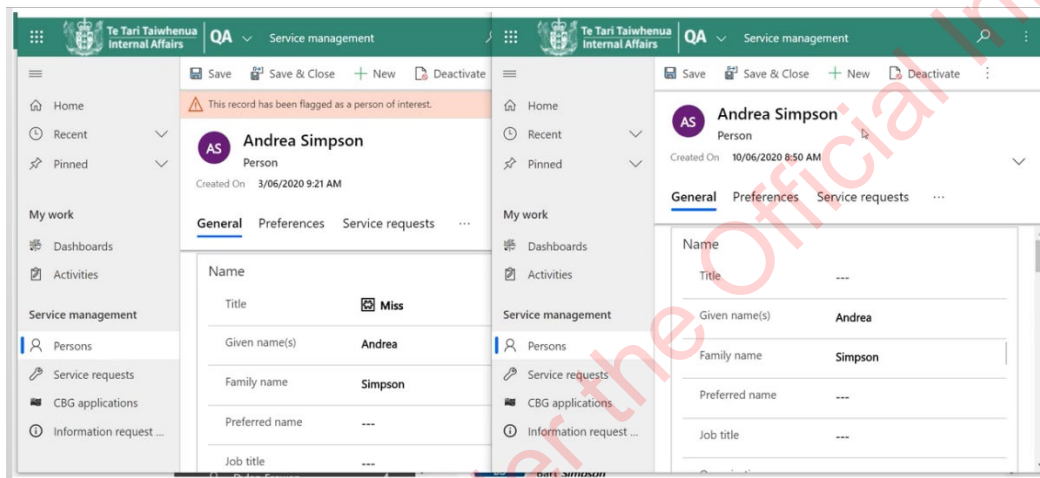 Te Tari Taiwhenua
Internal Affairs
QA
Service management
Save
Save & Close
New
Deactivate
This record has been flagged as a person of interest.
Home
Recent
Pinned
My work
Dashboards
Activities
Service management
Persons
Service requests
CBG applications
Information request ...
AS
Andrea Simpson
Person
Created On 3/06/2020 9:21 AM
General Preferences Service requests ...
Name
Title Miss
Given name(s) Andrea
Family name Simpson
Preferred name ---
Job title ---
Te Tari Taiwhenua
Internal Affairs
QA
Service management
Save
Save & Close
New
Deactivate
Home
Recent
Pinned
My work
Dashboards
Activities
Service management
Persons
Service requests
CBG applications
Information request ...
AS
Andrea Simpson
Person
Created On 10/06/2020 8:50 AM
General Preferences Service requests ...
Name
Title ---
Given name(s) Andrea
Family name Simpson
Preferred name ---
Job title ---
Simpson
the Official